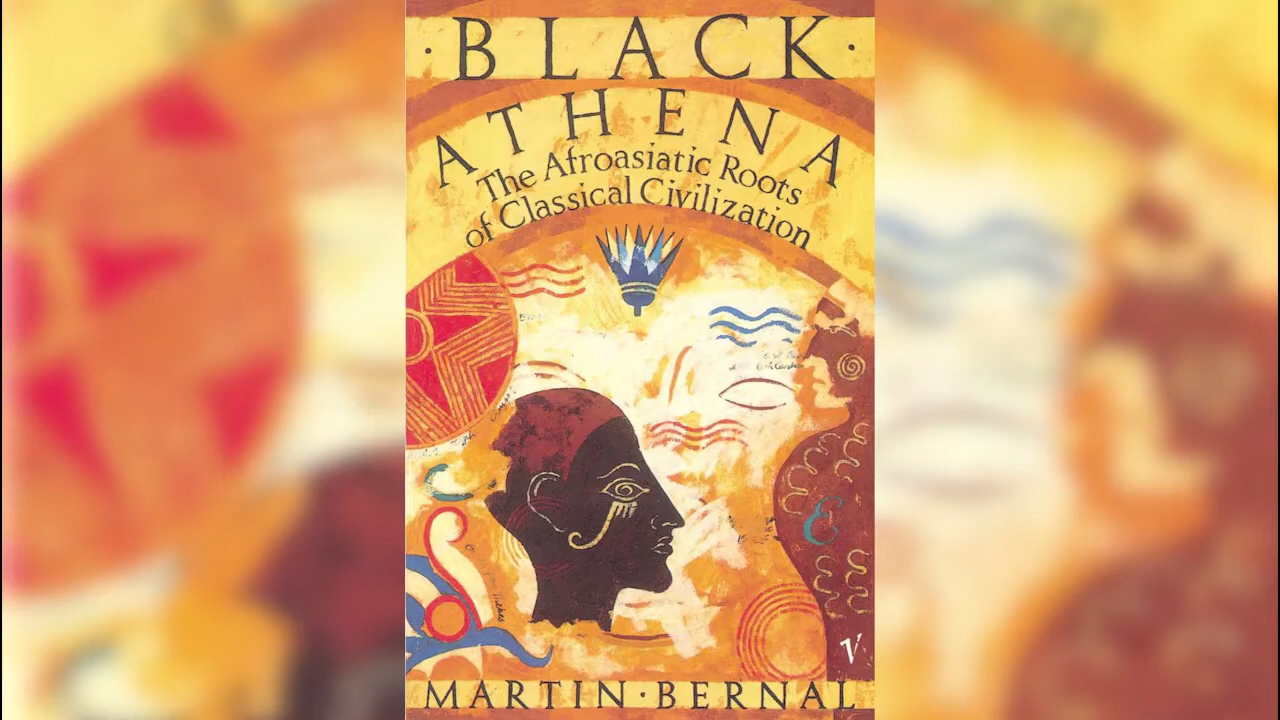 ·BLACK·
ATHENA
The Afroasiatic Roots
of Classical Civilization
V
MARTIN·BERNAL